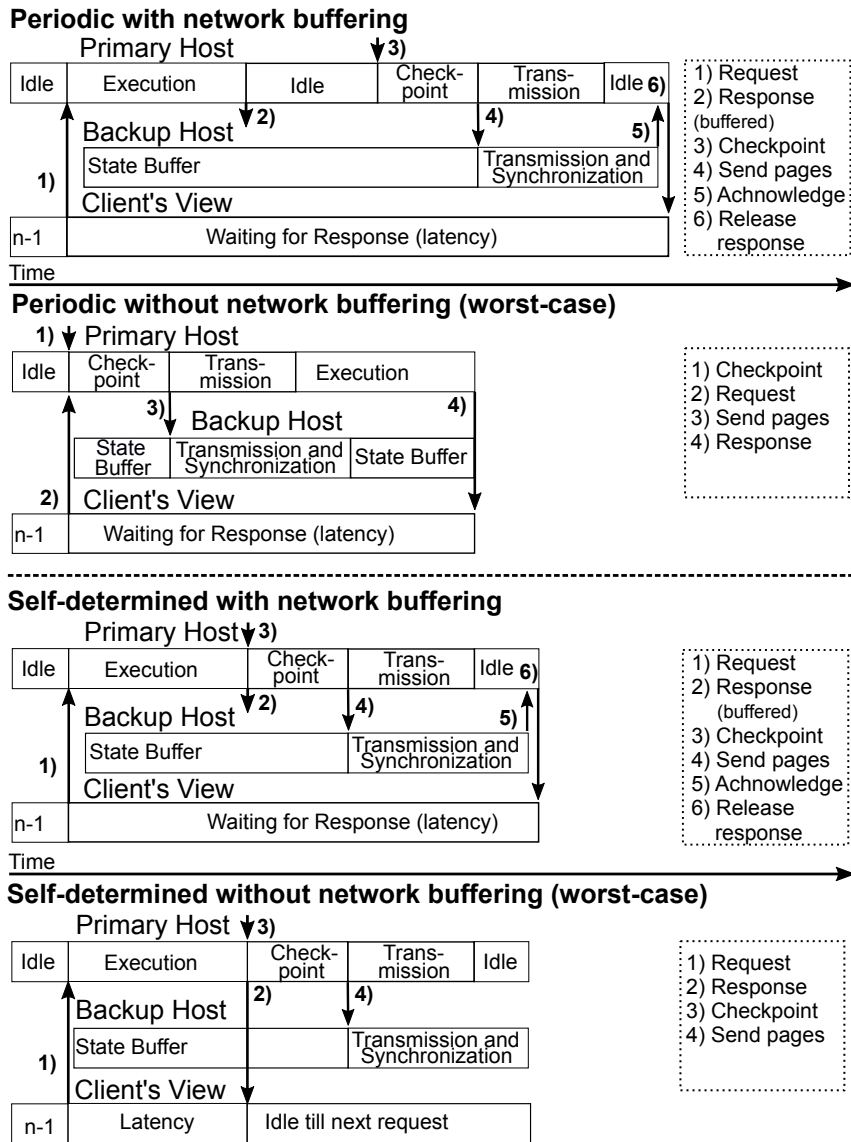 Periodic with network buffering
Primary Host
3)
Idle
Execution
Idle
Check-
point
Trans-
mission
Idle
6)
2)
4)
5)
Backup Host
State Buffer
Transmission and
Synchronization
1)
Client's View
n-1
Waiting for Response (latency)
1) Request
2) Response
(buffered)
3) Checkpoint
4) Send pages
5) Acknowledge
6) Release
response
Time
Periodic without network buffering (worst-case)
1)
Primary Host
Idle
Check-
point
Trans-
mission
Execution
3)
4)
Backup Host
State
Buffer
Transmission and
Synchronization
State Buffer
2)
Client's View
n-1
Waiting for Response (latency)
1) Checkpoint
2) Request
3) Send pages
4) Response
Self-determined with network buffering
Primary Host
3)
Idle
Execution
Check-
point
Trans-
mission
Idle
6)
2)
4)
5)
Backup Host
State Buffer
Transmission and
Synchronization
1)
Client's View
n-1
Waiting for Response (latency)
1) Request
2) Response
(buffered)
3) Checkpoint
4) Send pages
5) Acknowledge
6) Release
response
Time
Self-determined without network buffering (worst-case)
Primary Host
3)
Idle
Execution
Check-
point
Trans-
mission
Idle
2)
4)
Backup Host
State Buffer
Transmission and
Synchronization
1)
Client's View
n-1
Latency
Idle till next request
1) Request
2) Response
3) Checkpoint
4) Send pages